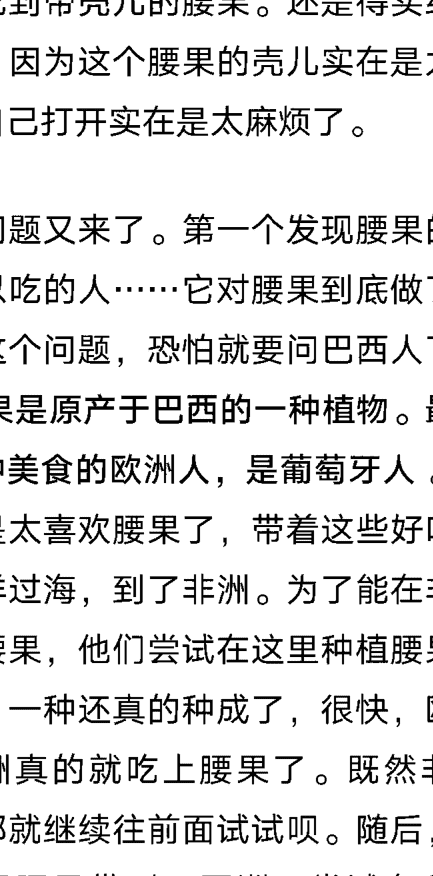 到带壳儿的腰果。还是得买
因为这个腰果的壳儿实在是
己打开实在是太麻烦了。
题又来了。第一个发现腰果
吃的人……它对腰果到底做
个问题，恐怕就要问巴西人
果是原产于巴西的一种植物。
美食的欧洲人，是葡萄牙人。
太喜欢腰果了，带着这些好
过海，到了非洲。为了能在
果，他们尝试在这里种植腰果
一种还真的种成了，很快，
洲真的就吃上腰果了。既然
那就继续往前面试试呗。随后，